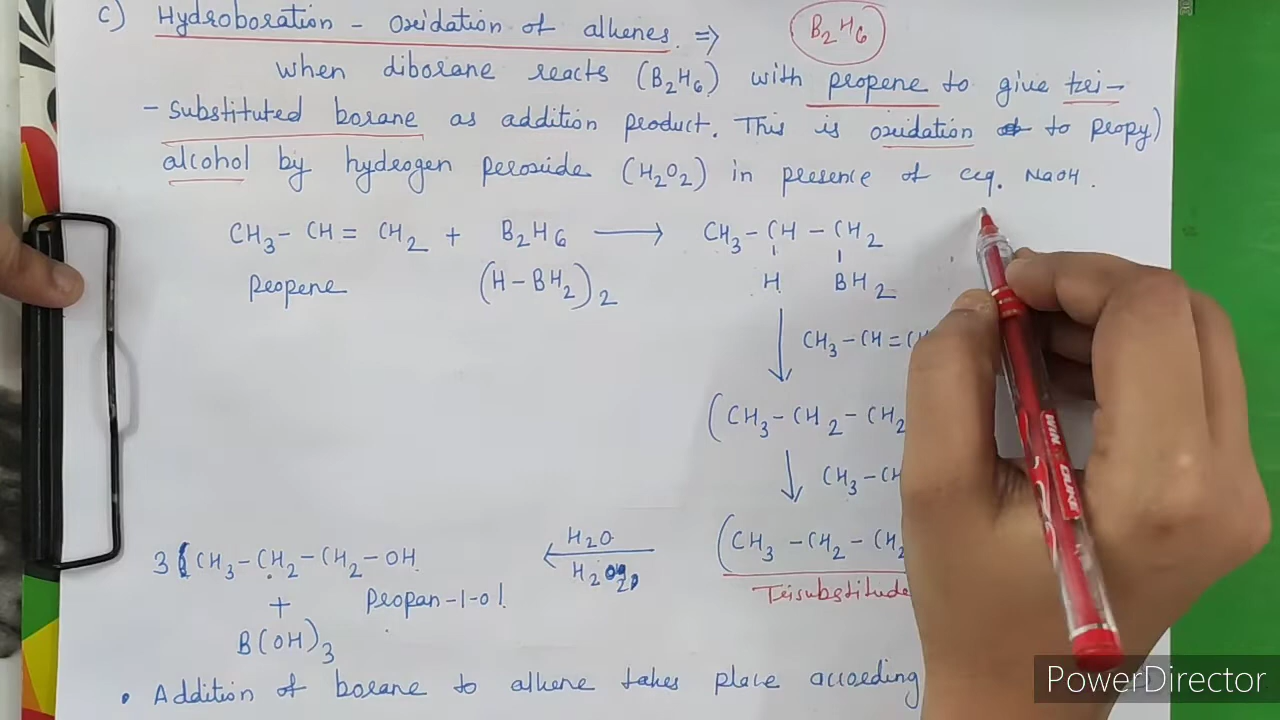 c) Hydroboration - Oxidation of alkenes. ⇒ B2H6
when diborane reacts (B2H6) with propene to give tri-
- substituted borane as addition product. This is oxidation to propyl
alcohol by hydrogen peroxide (H2O2) in presence of aq. NaOH.
CH3 - CH = CH2 + B2H6 → CH3 - CH - CH2
Propene (H - BH2)2 H BH2
CH3 - CH =
(CH3 - CH2 - CH2
CH3 -
H2O
3 CH3 - CH2 - CH2 - OH (CH3 - CH2 - CH2
H2O2
+ Propan-1-ol. Trisubstitude
B(OH)3
• Addition of borane to alkene takes place according
WIN
DUKE
PowerDirector